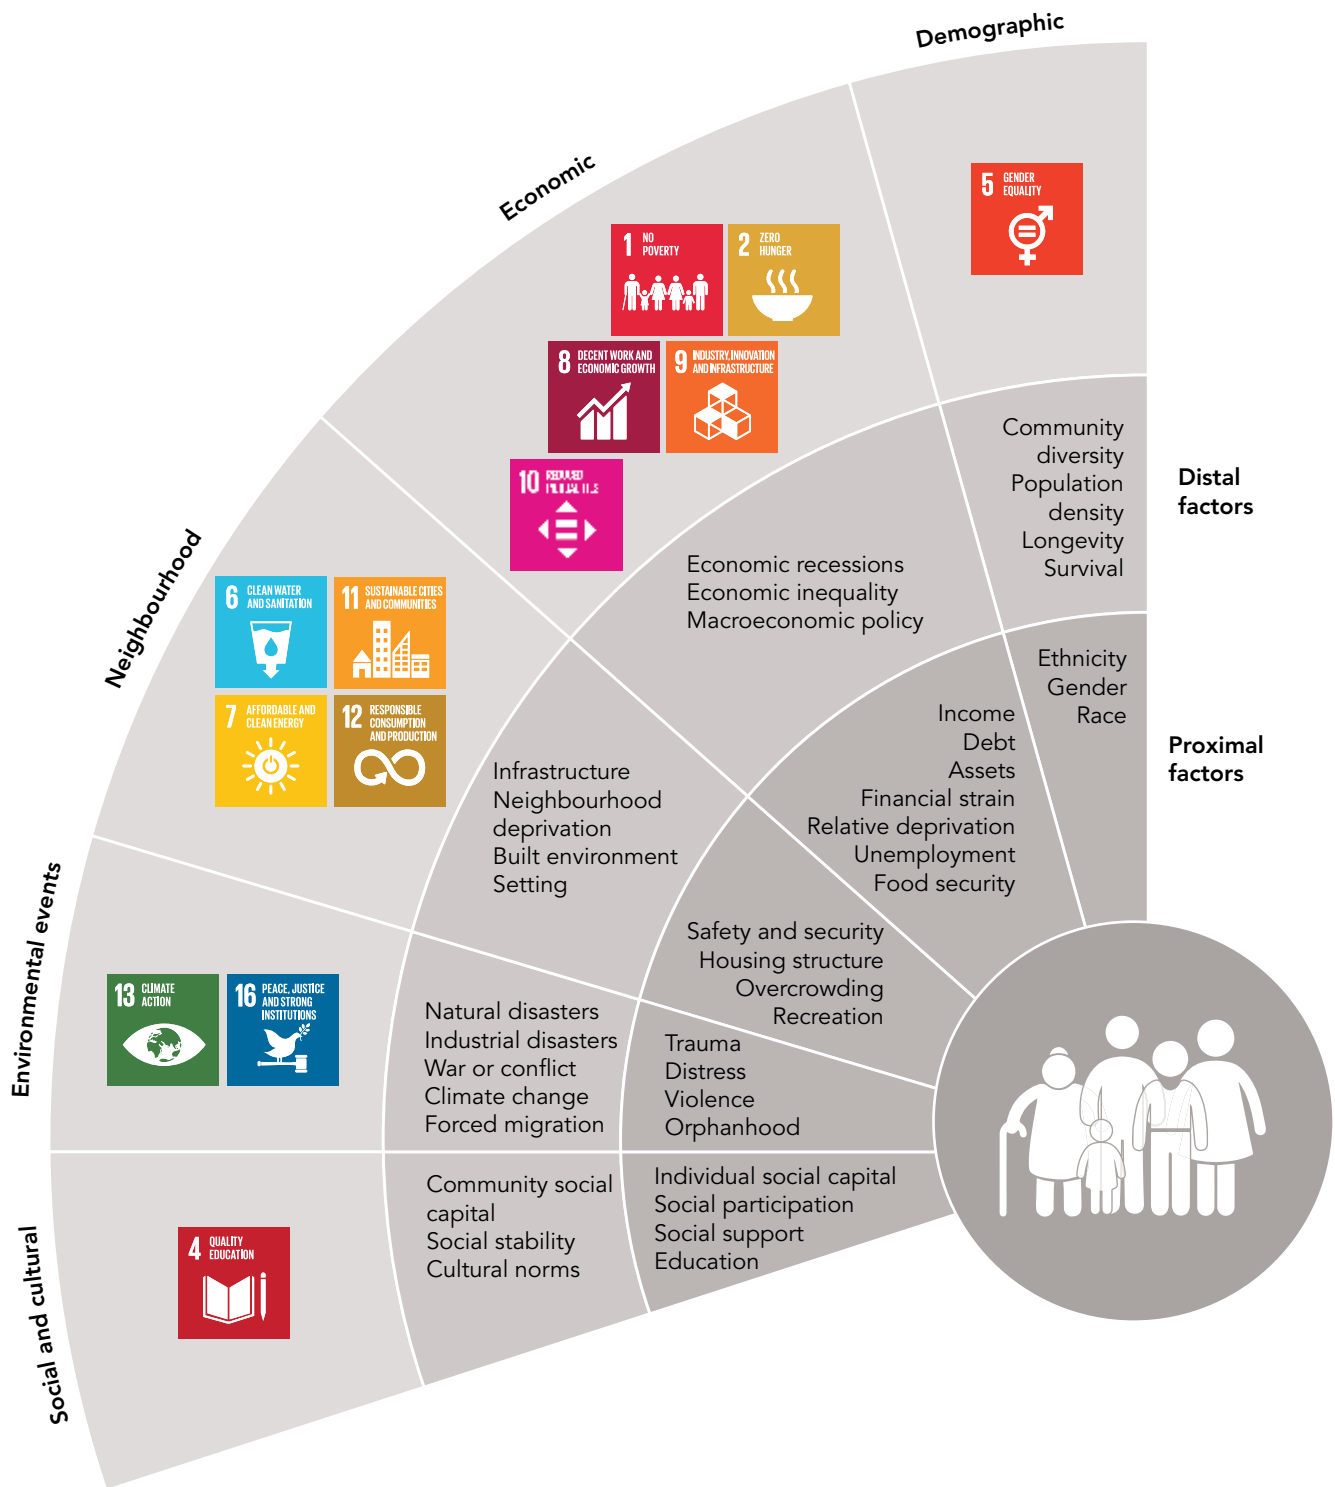 Demographic
5 GENDER
EQUALITY
Economic
1 NO
POVERTY
2 ZERO
HUNGER
8 DECENT WORK AND
ECONOMIC GROWTH
9 INDUSTRY, INNOVATION
AND INFRASTRUCTURE
10 REDUCED
Neighbourhood
6 CLEAN WATER
AND SANITATION
11 SUSTAINABLE CITIES
AND COMMUNITIES
7 AFFORDABLE AND
CLEAN ENERGY
12 RESPONSIBLE
CONSUMPTION
AND PRODUCTION
Environmental events
13 CLIMATE
ACTION
16 PEACE, JUSTICE
AND STRONG
INSTITUTIONS
Social and cultural
4 QUALITY
EDUCATION
Distal
factors
Community
diversity
Population
density
Longevity
Survival
Economic recessions
Economic inequality
Macroeconomic policy
Infrastructure
Neighbourhood
deprivation
Built environment
Setting
Natural disasters
Industrial disasters
War or conflict
Climate change
Forced migration
Community social
capital
Social stability
Cultural norms
Proximal
factors
Ethnicity
Gender
Race
Income
Debt
Assets
Financial strain
Relative deprivation
Unemployment
Food security
Safety and security
Housing structure
Overcrowding
Recreation
Trauma
Distress
Violence
Orphanhood
Individual social capital
Social participation
Social support
Education